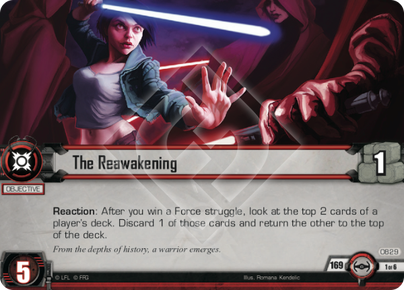 The Reawakening
1
OBJECTIVE
Reaction: After you win a Force struggle, look at the top 2 cards of a
player's deck. Discard 1 of those cards and return the other to the top
of the deck.
From the depths of history, a warrior emerges.
0829
5
© LFL © FFG
Illus. Romana Kendelic
169
1 of 6